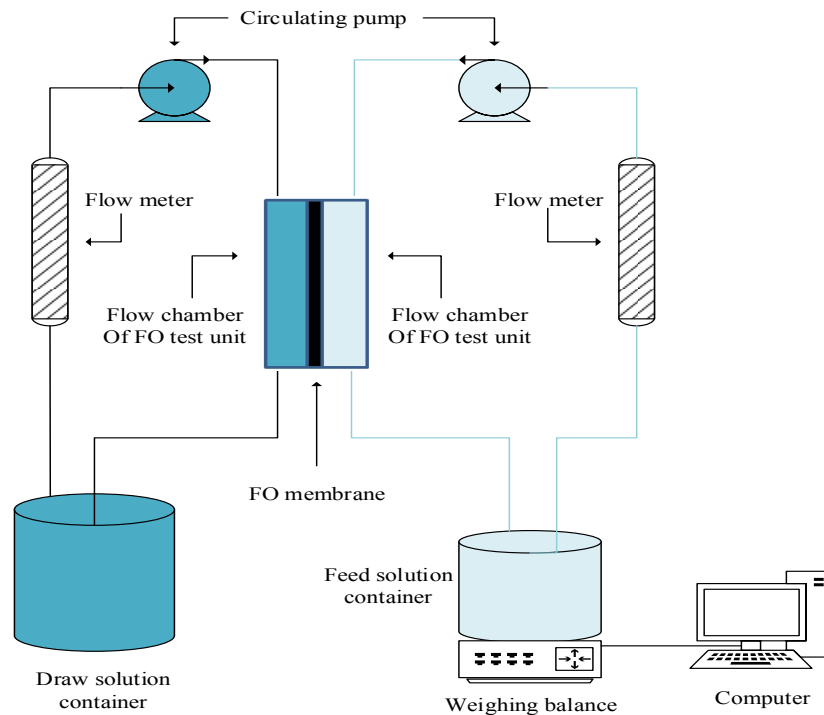 Circulating pump
Flow meter
Flow meter
Flow chamber
Of FO test unit
Flow chamber
Of FO test unit
FO membrane
Feed solution
container
Draw solution
container
Weighing balance
Computer